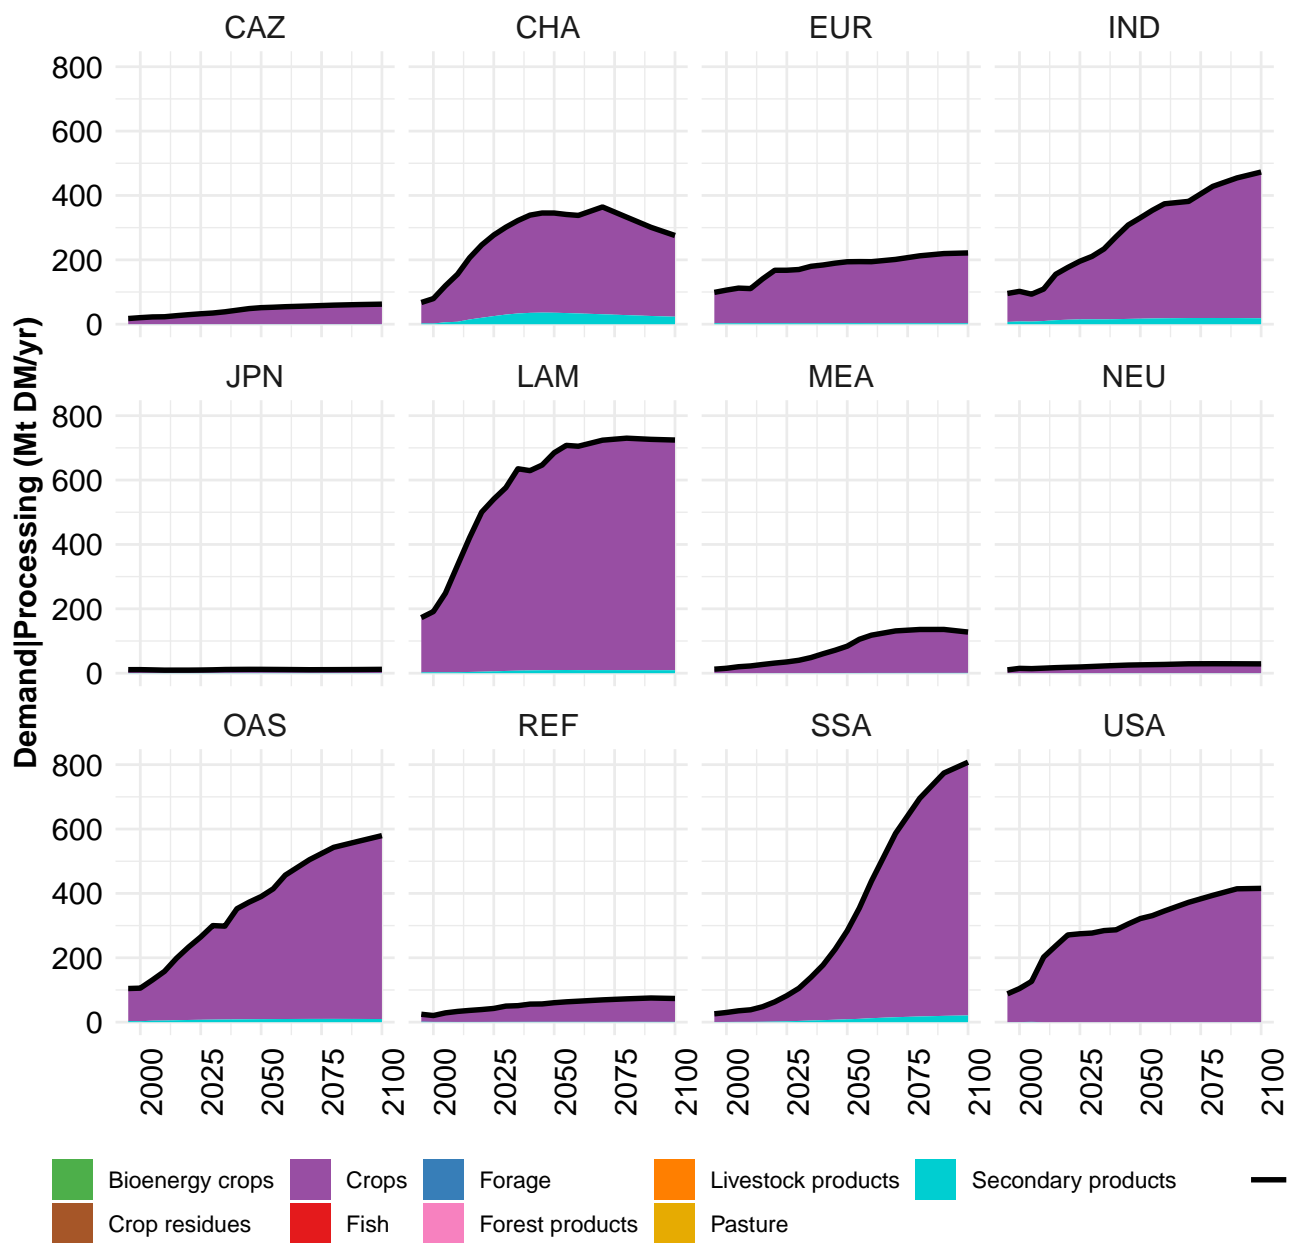 CAZ CHA EUR IND
800
600
400
200
0
JPN LAM MEA NEU
800
600
400
200
0
Demand|Processing (Mt DM/yr)
OAS REF SSA USA
800
600
400
200
0
2000 2025 2050 2075 2100 2000 2025 2050 2075 2100 2000 2025 2050 2075 2100 2000 2025 2050 2075 2100
Bioenergy crops Crops Forage Livestock products Secondary products
Crop residues Fish Forest products Pasture